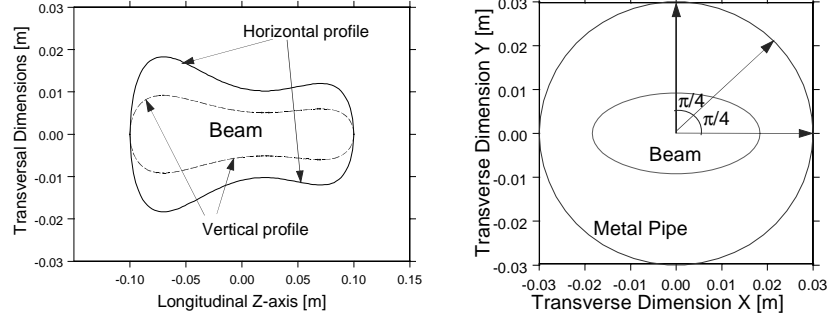 Transversal Dimensions [m]
0.03
0.02
0.01
0.00
-0.01
-0.02
-0.03
Horizontal profile
Beam
Vertical profile
-0.10
-0.05
0.00
0.05
0.10
0.15
Longitudinal Z-axis [m]
Transverse Dimension Y [m]
0.03
0.02
0.01
0.00
-0.01
-0.02
-0.03
π/4
π/4
Beam
Metal Pipe
-0.03
-0.02
-0.01
0.00
0.01
0.02
0.03
Transverse Dimension X [m]